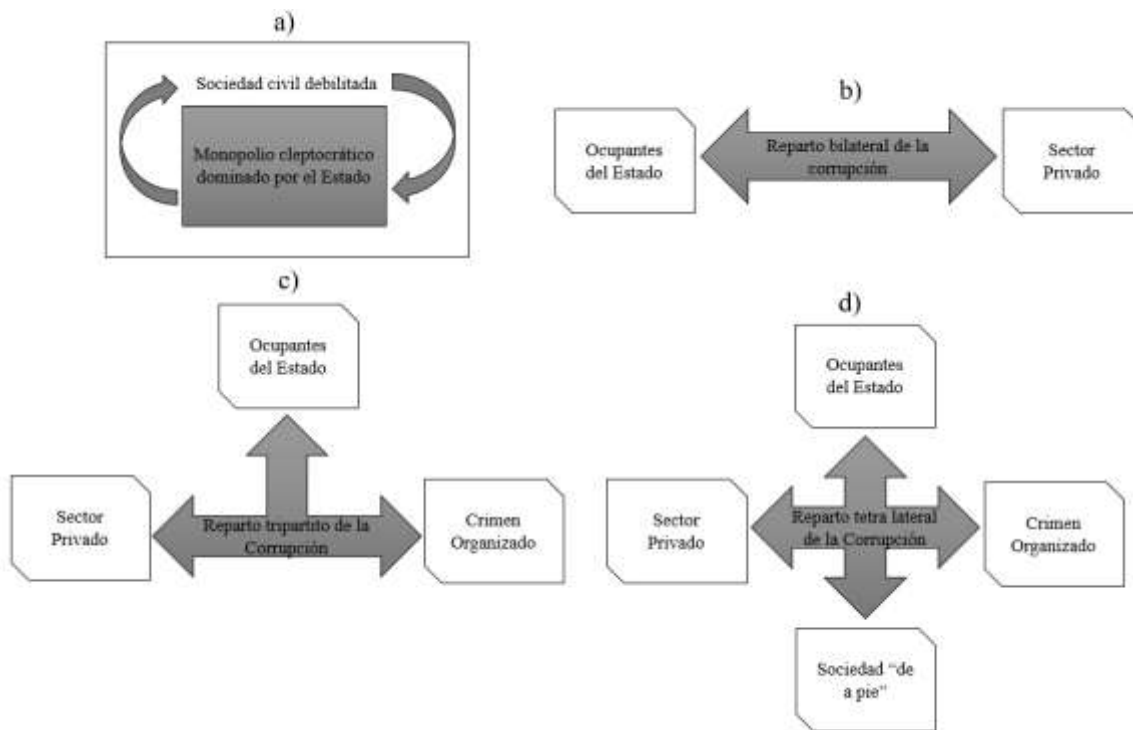 a)
Sociedad civil debilitada
Monopolio cleptocrático
dominado por el Estado
b)
Ocupantes
del Estado
Reparto bilateral de la
corrupción
Sector
Privado
c)
Ocupantes
del Estado
Sector
Privado
Reparto tripartito de la
Corrupción
Crimen
Organizado
d)
Ocupantes
del Estado
Sector
Privado
Reparto tetra lateral
de la Corrupción
Crimen
Organizado
Sociedad “de
a pie”